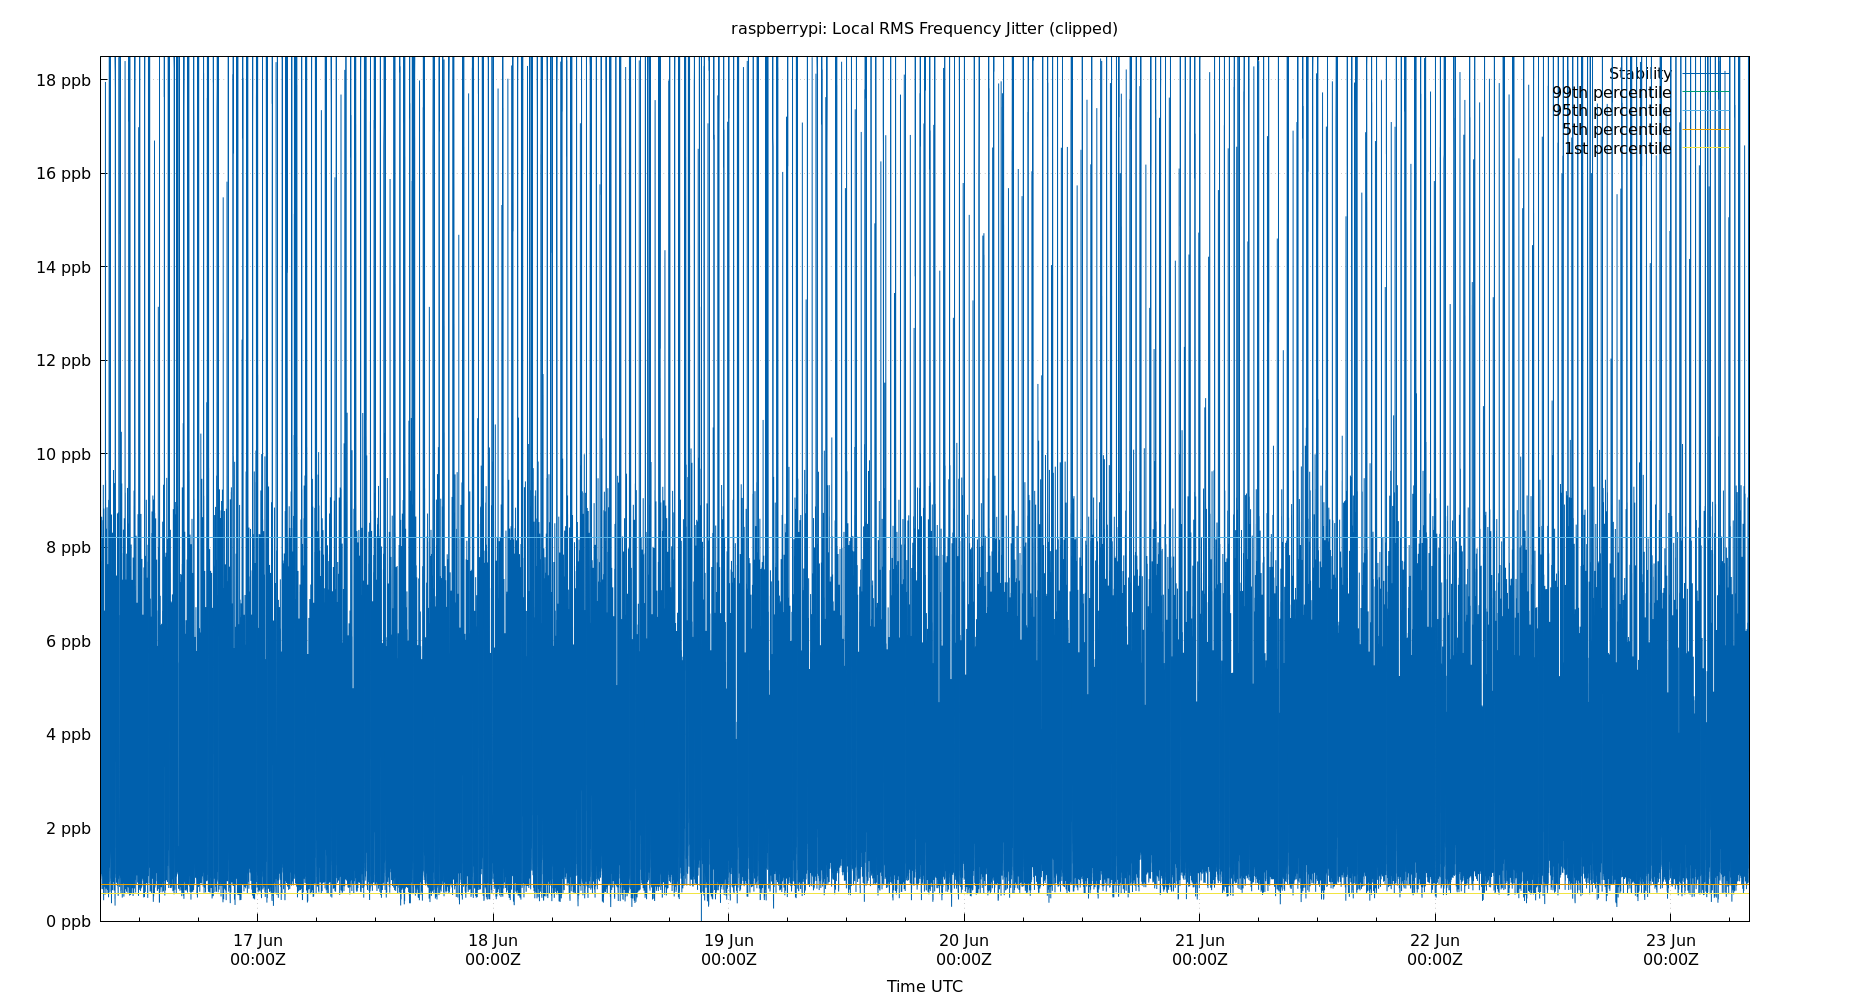 raspberrypi: Local RMS Frequency Jitter (clipped)
18 ppb
16 ppb
14 ppb
12 ppb
10 ppb
8 ppb
6 ppb
4 ppb
2 ppb
0 ppb
Stability
99th percentile
95th percentile
5th percentile
1st percentile
17 Jun 18 Jun 19 Jun 20 Jun 21 Jun 22 Jun 23 Jun
00:00Z 00:00Z 00:00Z 00:00Z 00:00Z 00:00Z 00:00Z
Time UTC